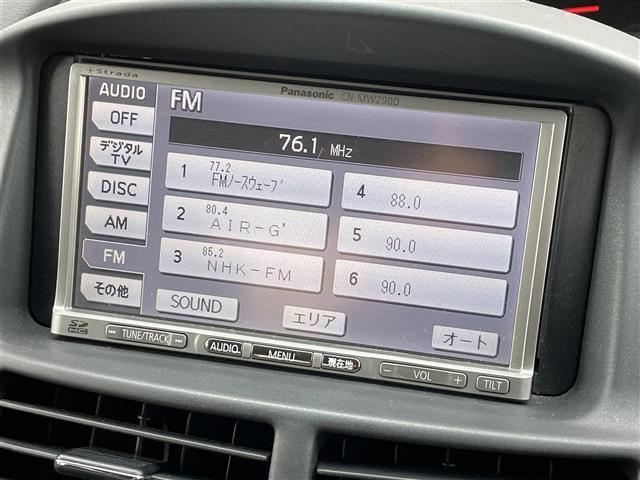 Strada
Panasonic CN-MW200D
AUDIO
FM
OFF
76.1 MHz
デジタル
TV
1 77.2
FMノースウェーブ
4 88.0
DISC
2 80.4
AIR-G'
5 90.0
AM
3 85.2
NHK-FM
6 90.0
FM
その他
SOUND
エリア
オート
SD
HC
TUNE/TRACK
AUDIO
MENU
現在地
− VOL +
TILT